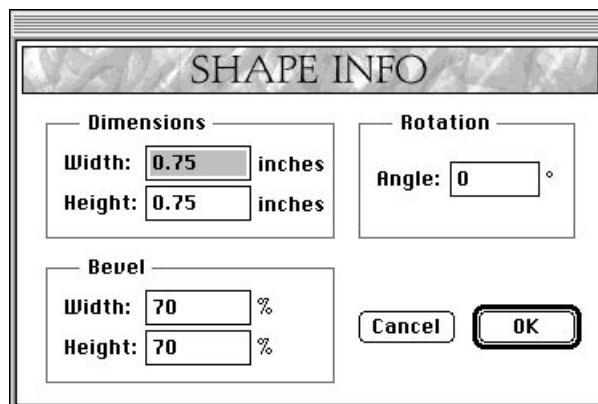 SHAPE INFO
Dimensions
Width: 0.75 inches
Height: 0.75 inches
Rotation
Angle: 0 °
Bevel
Width: 70 %
Height: 70 %
Cancel OK